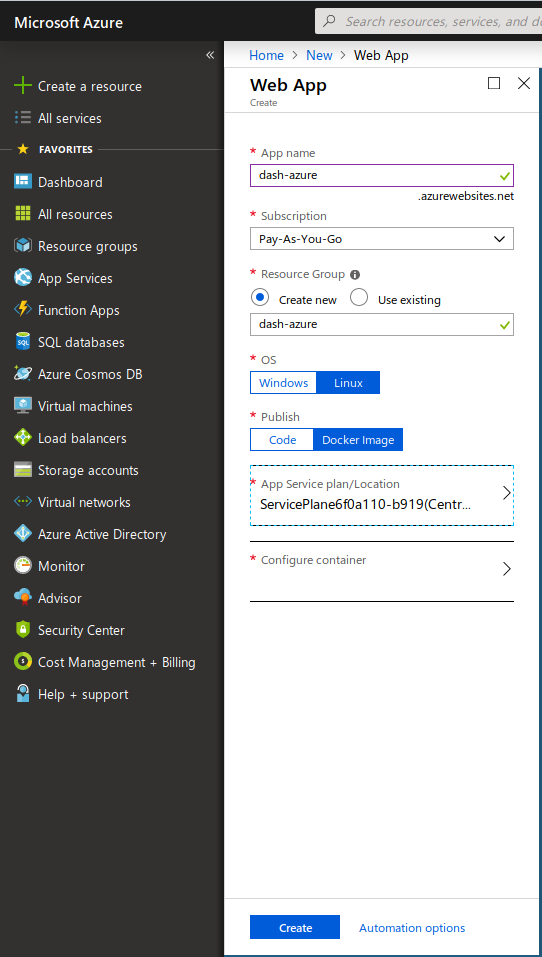 Microsoft Azure
Search resources, services, and do
Home > New > Web App
Web App
Create
Create a resource
All services
FAVORITES
Dashboard
All resources
Resource groups
App Services
Function Apps
SQL databases
Azure Cosmos DB
Virtual machines
Load balancers
Storage accounts
Virtual networks
Azure Active Directory
Monitor
Advisor
Security Center
Cost Management + Billing
Help + support
* App name
dash-azure
.azurewebsites.net
* Subscription
Pay-As-You-Go
* Resource Group
Create new Use existing
dash-azure
* OS
Windows Linux
* Publish
Code Docker Image
* App Service plan/Location
ServicePlane6f0a110-b919(Centr...
* Configure container
Create Automation options